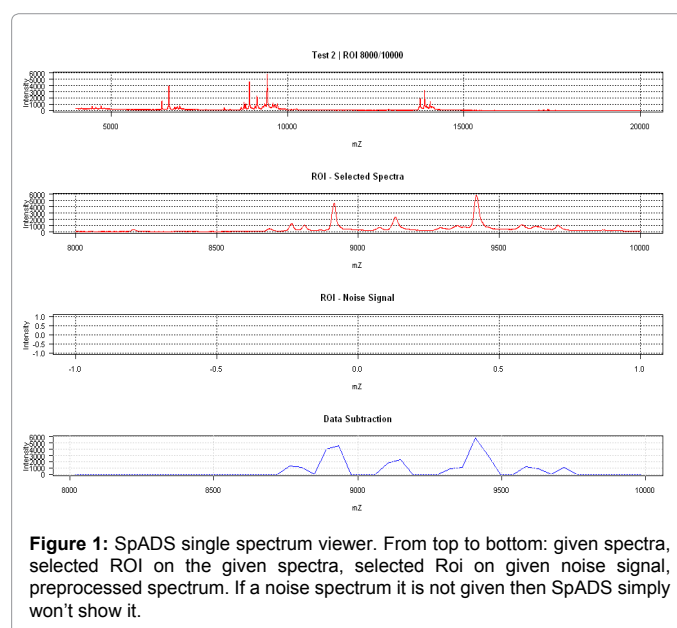 Test 2 | ROI 8000/10000
Intensity
6000
5000
4000
3000
2000
1000
0
5000 10000 15000 20000
mZ
ROI - Selected Spectra
Intensity
6000
5000
4000
3000
2000
1000
0
8000 8500 9000 9500 10000
mZ
ROI - Noise Signal
Intensity
1.0
0.5
0.0
-0.5
-1.0
-1.0 -0.5 0.0 0.5 1.0
mZ
Data Subtraction
Intensity
6000
5000
4000
3000
2000
1000
0
8000 8500 9000 9500 10000
mZ
Figure 1: SpADS single spectrum viewer. From top to bottom: given spectra,
selected ROI on the given spectra, selected Roi on given noise signal,
preprocessed spectrum. If a noise spectrum it is not given then SpADS simply
won't show it.